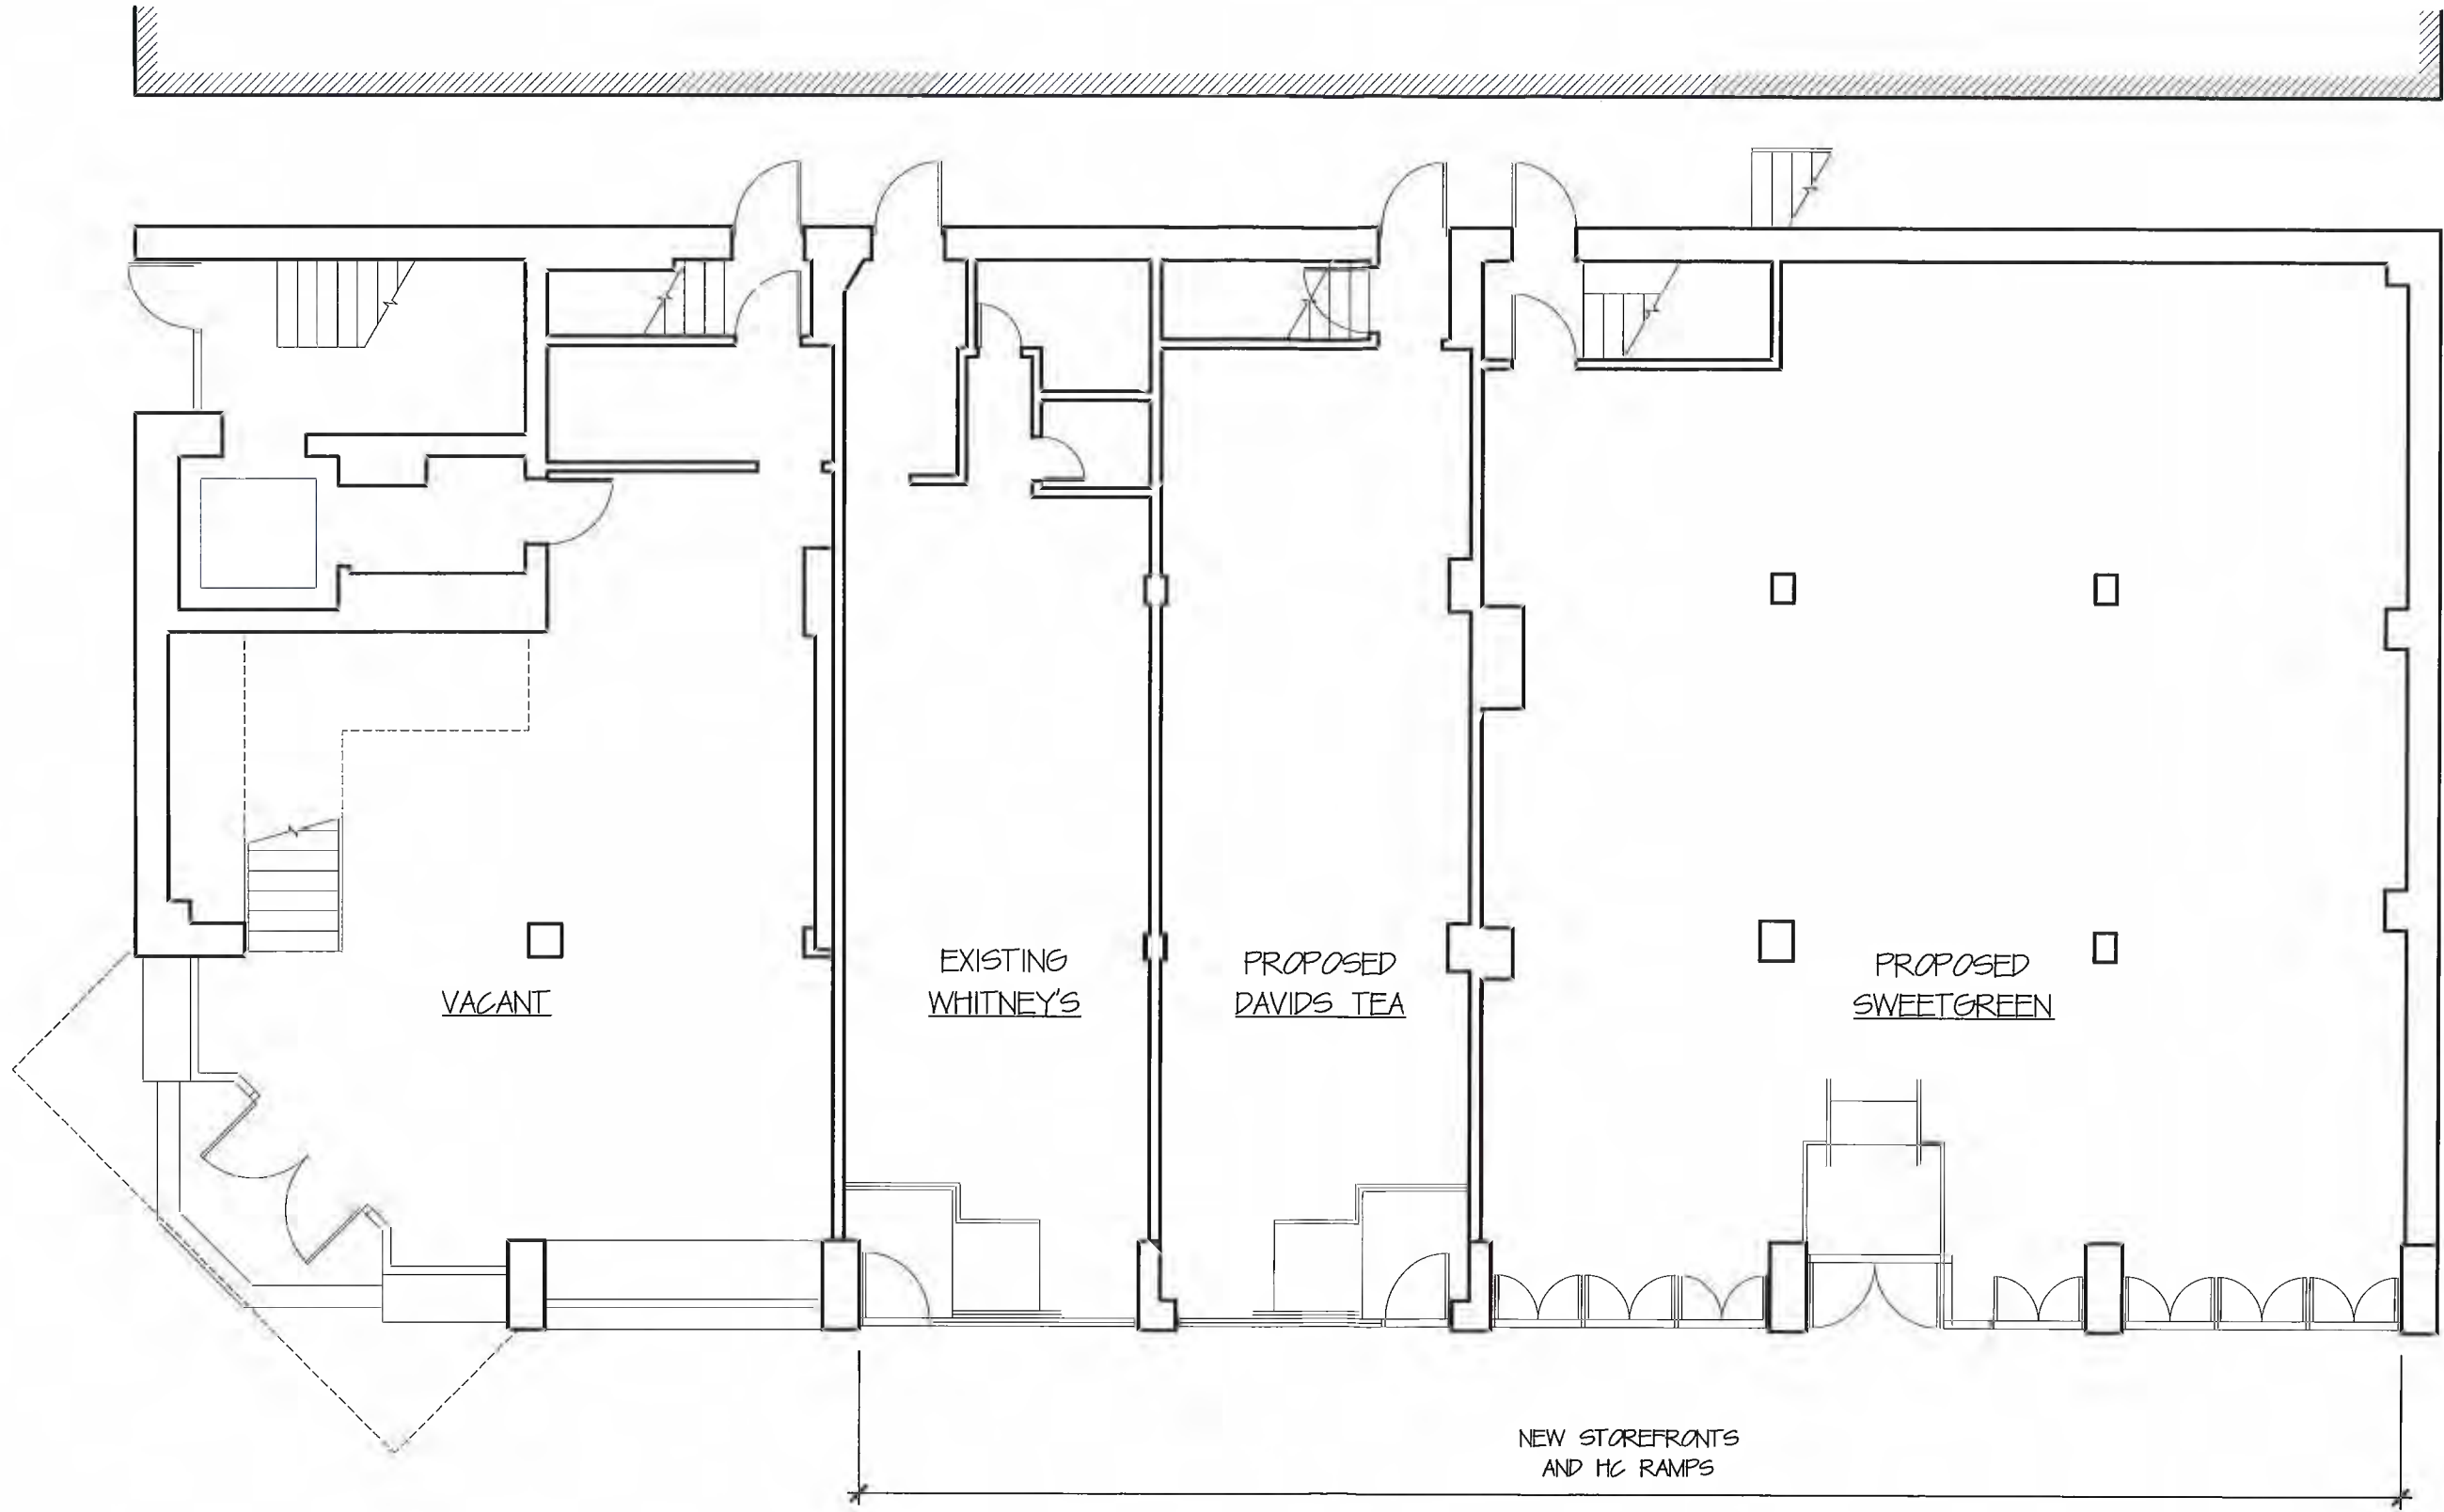 VACANT
EXISTING
WHITNEY'S
PROPOSED
DAVIDS TEA
PROPOSED
SWEETGREEN
NEW STOREFRONTS
AND HC RAMPS